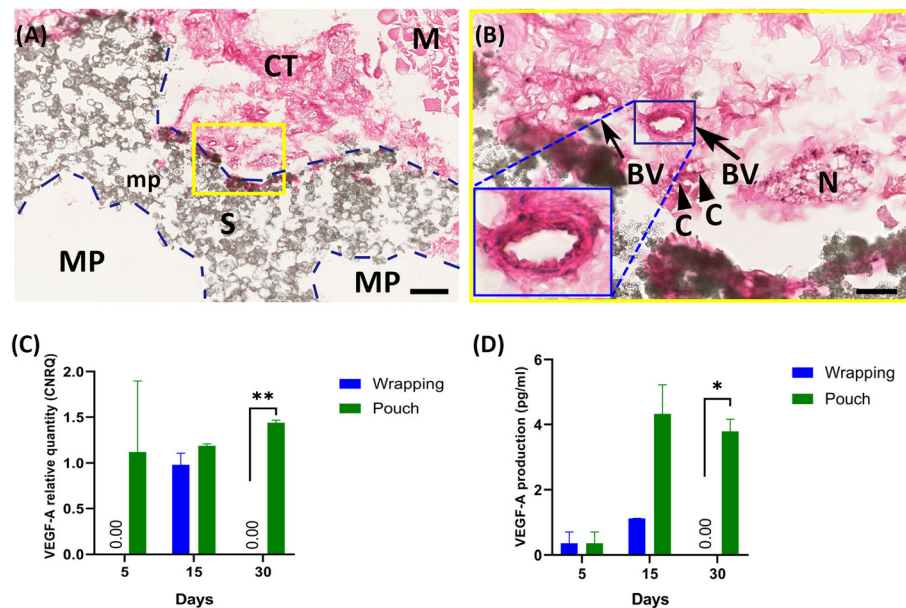 (A)
M
CT
mp
S
MP
MP
(B)
BV
BV
N
C
C
(C)
VEGF-A relative quantity (CNRQ)
2.0
1.5
1.0
0.5
0.0
0.00
0.00
**
5
15
30
Days
Wrapping
Pouch
(D)
VEGF-A production (pg/ml)
6
4
2
0
0.00
*
5
15
30
Days
Wrapping
Pouch